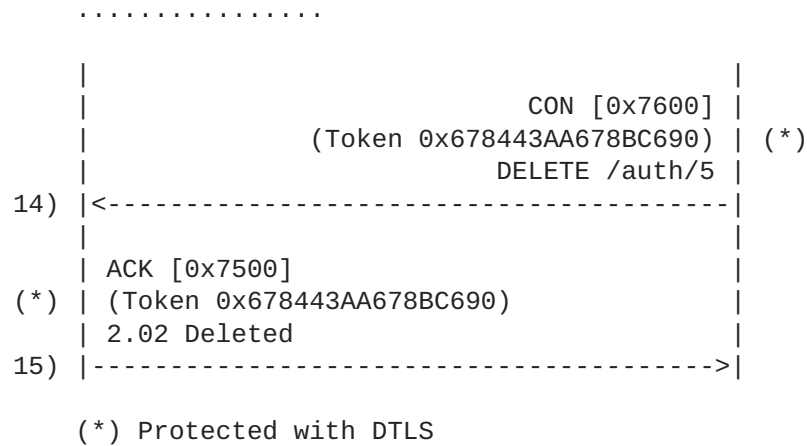 ................
|                                         |
|                            CON [0x7600] |
|              (Token 0x678443AA678BC690) | (*)
|                          DELETE /auth/5 |
14) |<----------------------------------------|
|                                         |
| ACK [0x7500]                            |
(*) | (Token 0x678443AA678BC690)              |
| 2.02 Deleted                            |
15) |---------------------------------------->|
(*) Protected with DTLS